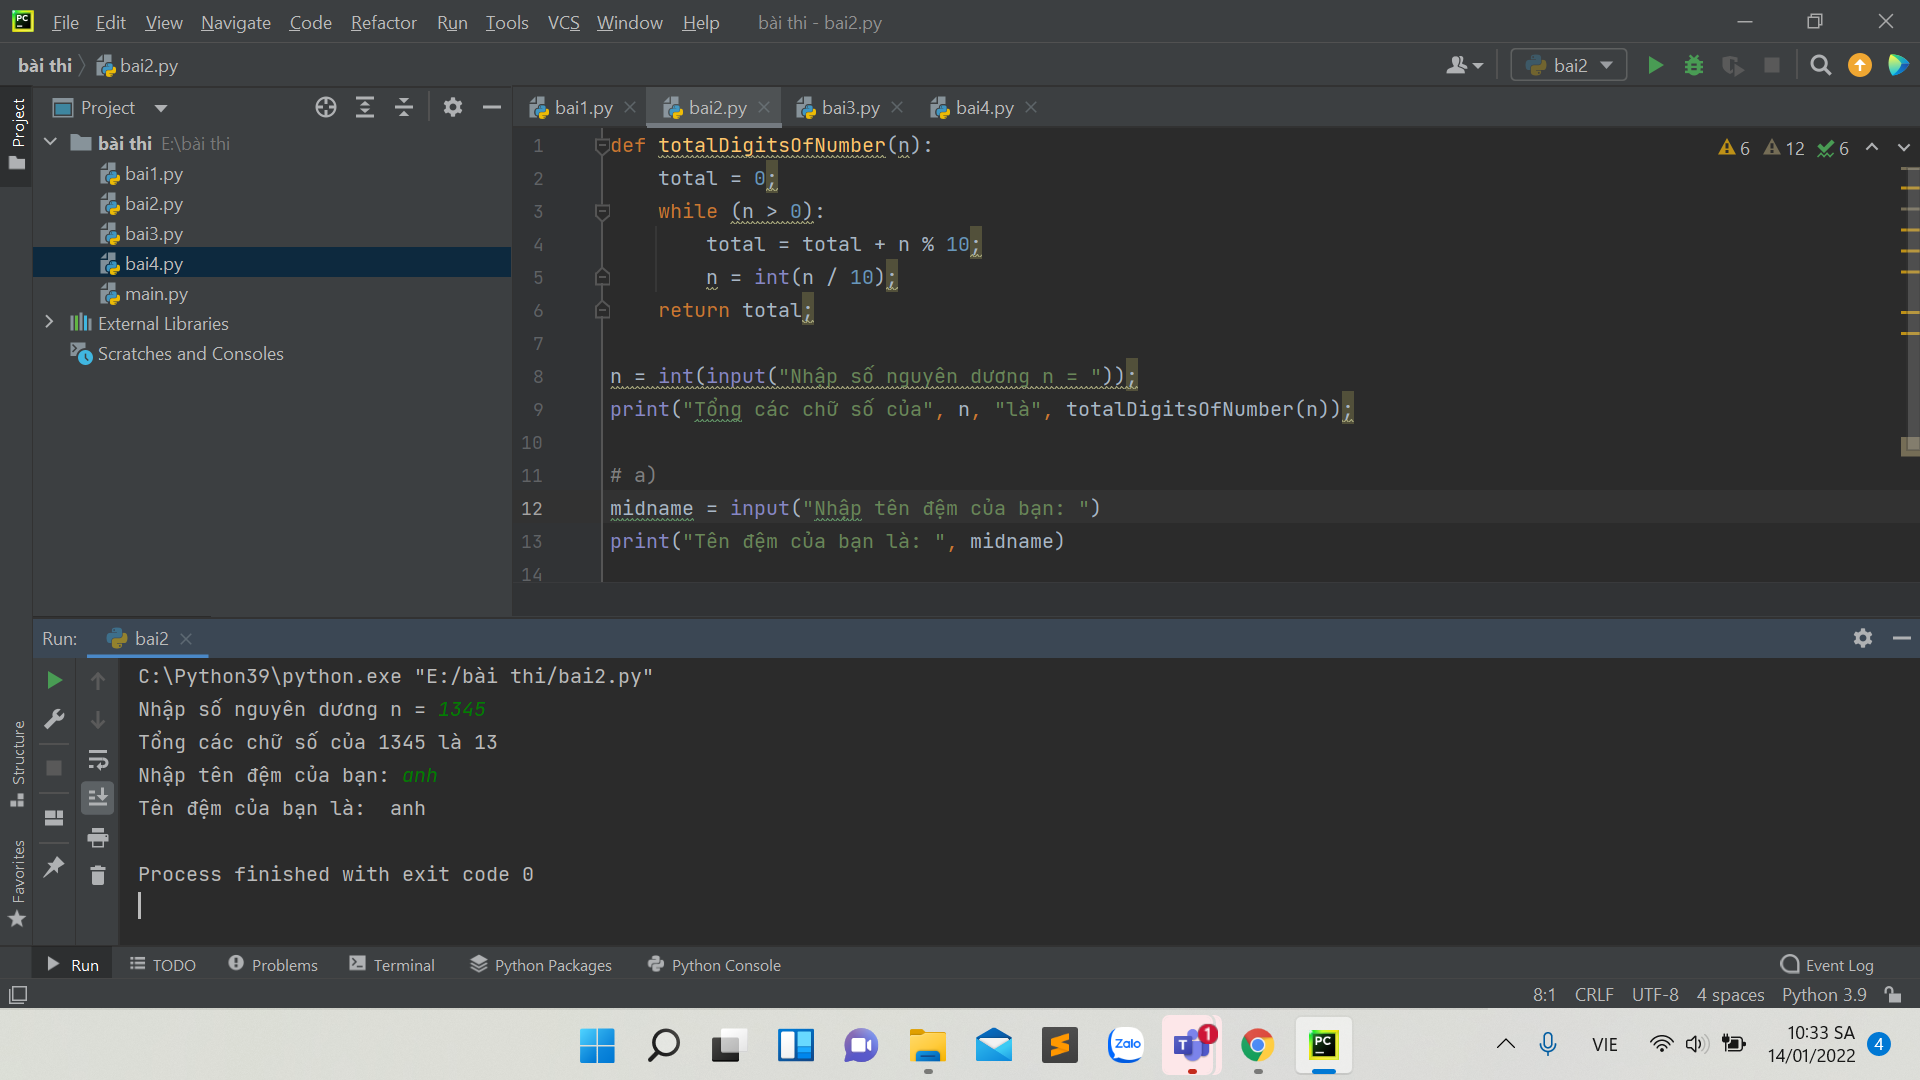 File Edit View Navigate Code Refactor Run Tools VCS Window Help bài thi - bai2.py
bài thi bai2.py bai2
Project
Project
bai1.py bai2.py bai3.py bai4.py
bài thi E:\bài thi
bai1.py
bai2.py
bai3.py
bai4.py
main.py
External Libraries
Scratches and Consoles
6 12 6
1 def totalDigitsOfNumber(n):
2 total = 0;
3 while (n > 0):
4 total = total + n % 10;
5 n = int(n / 10);
6 return total;
7
8 n = int(input("Nhập số nguyên dương n = "));
9 print("Tổng các chữ số của", n, "là", totalDigitsOfNumber(n));
10
11 # a)
12 midname = input("Nhập tên đệm của bạn: ")
13 print("Tên đệm của bạn là: ", midname)
14
Run: bai2
C:\Python39\python.exe "E:/bài thi/bai2.py"
Nhập số nguyên dương n = 1345
Tổng các chữ số của 1345 là 13
Nhập tên đệm của bạn: anh
Tên đệm của bạn là:  anh
Process finished with exit code 0
Structure
Favorites
Run TODO Problems Terminal Python Packages Python Console Event Log
8:1 CRLF UTF-8 4 spaces Python 3.9
Zalo T 1 PC
VIE
10:33 SA
14/01/2022
4